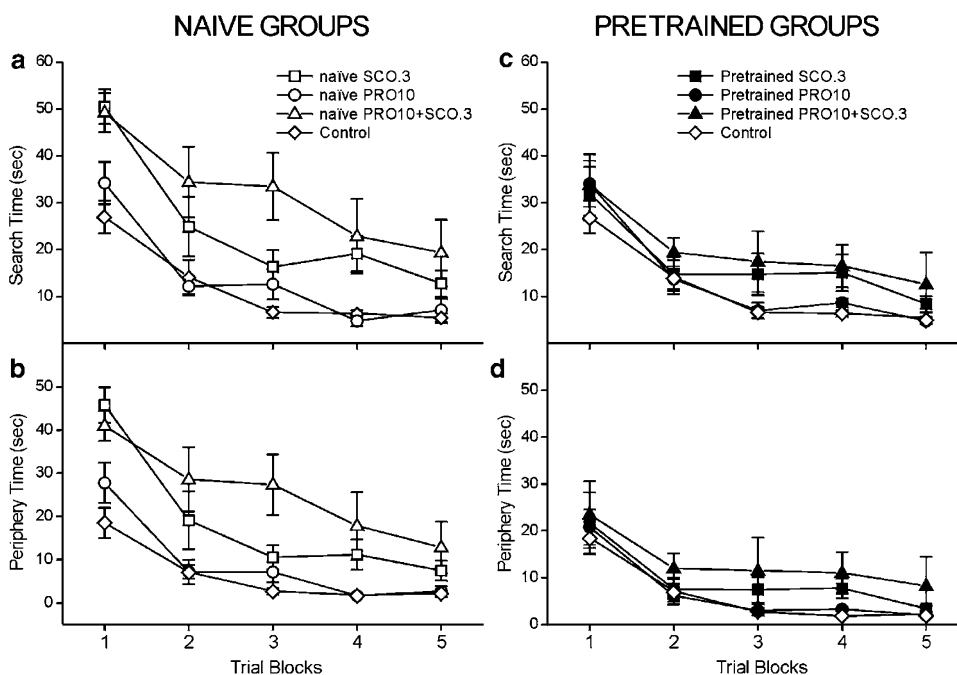 NAIVE GROUPS
PRETRAINED GROUPS
a
60
50
40
30
20
10
Search Time (sec)
naïve SCO.3
naïve PRO10
naïve PRO10+SCO.3
Control
c
60
50
40
30
20
10
Search Time (sec)
Pretrained SCO.3
Pretrained PRO10
Pretrained PRO10+SCO.3
Control
b
50
40
30
20
10
0
Periphery Time (sec)
1 2 3 4 5
Trial Blocks
d
50
40
30
20
10
0
Periphery Time (sec)
1 2 3 4 5
Trial Blocks